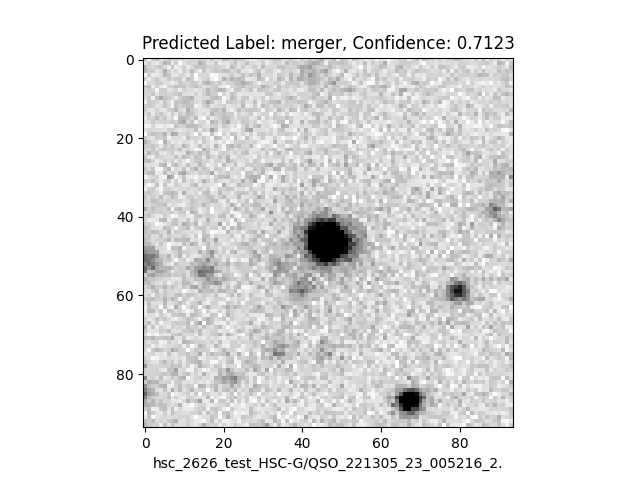 Predicted Label: merger, Confidence: 0.7123
0
20
40
60
80
0 20 40 60 80
hsc_2626_test_HSC-G/QSO_221305_23_005216_2.